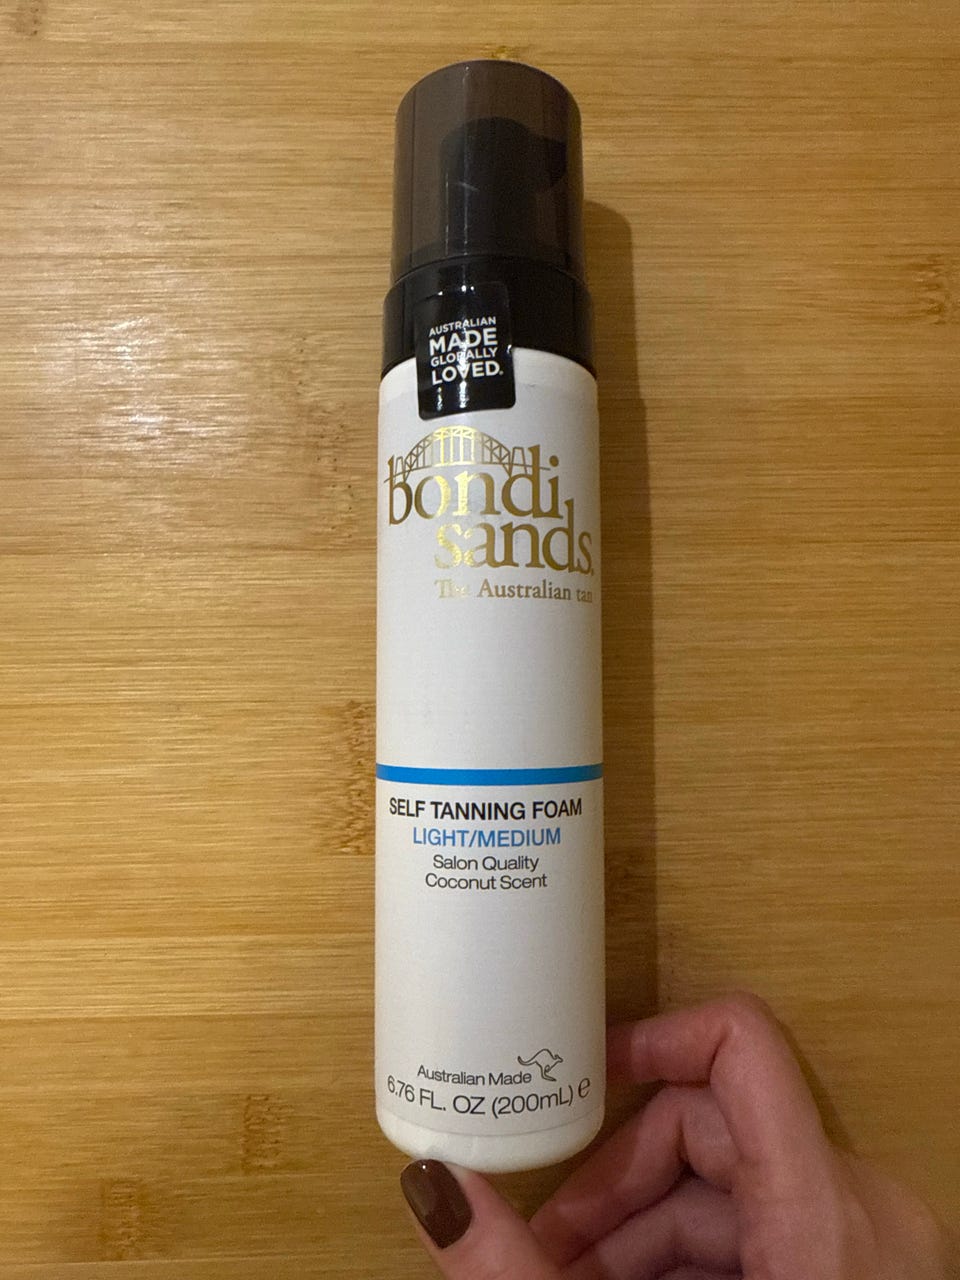 AUSTRALIAN
MADE
GLOBALLY
LOVED.
bondi
sands.
The Australian tan
SELF TANNING FOAM
LIGHT/MEDIUM
Salon Quality
Coconut Scent
Australian Made
6.76 FL. OZ (200mL) e